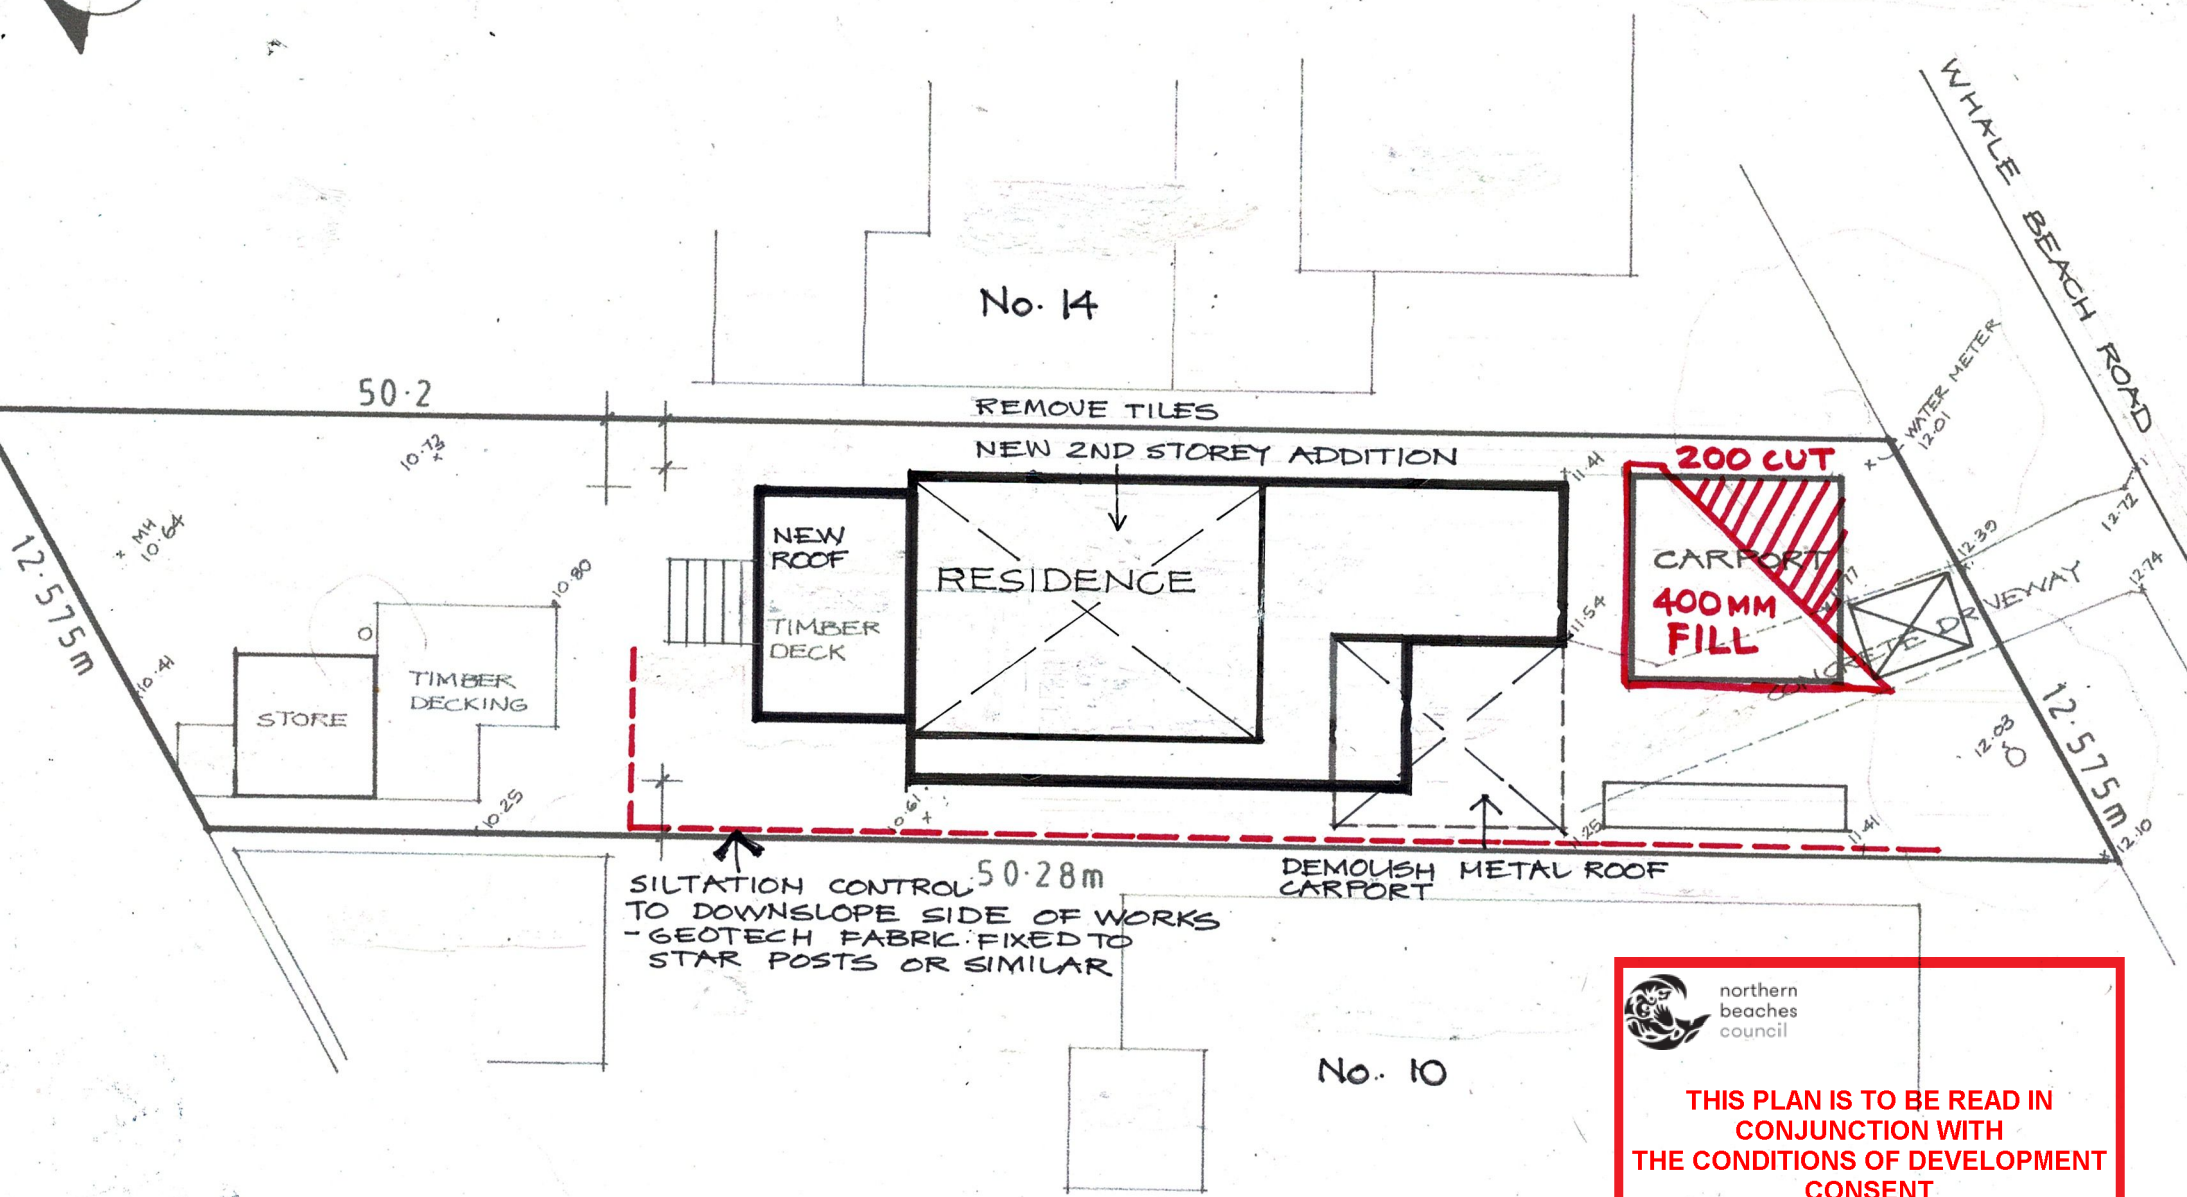 WHALE BEACH ROAD
No. 14
50.2
REMOVE TILES
NEW 2ND STOREY ADDITION
WATER METER
12.01
10.73
11.41
200 CUT
12.72
MH
10.64
12.39
12.74
12.575m
NEW
ROOF
RESIDENCE
CARPORT
10.80
400MM
FILL
11.54
CONCRETE DRIVEWAY
TIMBER
DECK
10.41
TIMBER
DECKING
STORE
12.03
12.575m
10.25
10.61
11.25
11.41
12.10
50.28m
DEMOLISH METAL ROOF
CARPORT
SILTATION CONTROL
TO DOWNSLOPE SIDE OF WORKS
- GEOTECH FABRIC FIXED TO
STAR POSTS OR SIMILAR
No. 10
northern
beaches
council
THIS PLAN IS TO BE READ IN
CONJUNCTION WITH
THE CONDITIONS OF DEVELOPMENT
CONSENT